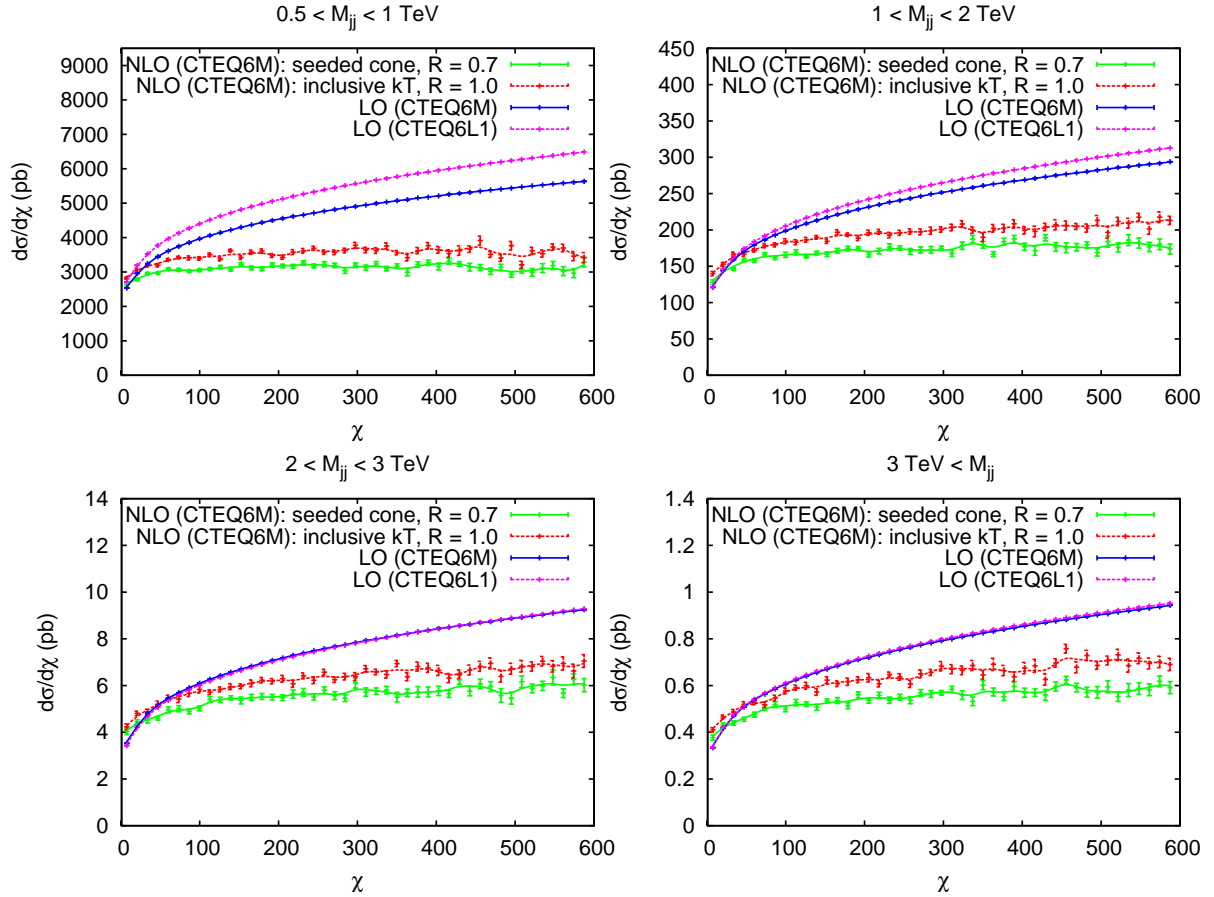 0.5 < Mjj < 1 TeV
NLO (CTEQ6M): seeded cone, R = 0.7
NLO (CTEQ6M): inclusive kT, R = 1.0
LO (CTEQ6M)
LO (CTEQ6L1)
9000
8000
7000
6000
5000
4000
3000
2000
1000
0
dσ/dχ (pb)
0 100 200 300 400 500 600
χ
1 < Mjj < 2 TeV
NLO (CTEQ6M): seeded cone, R = 0.7
NLO (CTEQ6M): inclusive kT, R = 1.0
LO (CTEQ6M)
LO (CTEQ6L1)
450
400
350
300
250
200
150
100
50
0
dσ/dχ (pb)
0 100 200 300 400 500 600
χ
2 < Mjj < 3 TeV
NLO (CTEQ6M): seeded cone, R = 0.7
NLO (CTEQ6M): inclusive kT, R = 1.0
LO (CTEQ6M)
LO (CTEQ6L1)
14
12
10
8
6
4
2
0
dσ/dχ (pb)
0 100 200 300 400 500 600
χ
3 TeV < Mjj
NLO (CTEQ6M): seeded cone, R = 0.7
NLO (CTEQ6M): inclusive kT, R = 1.0
LO (CTEQ6M)
LO (CTEQ6L1)
1.4
1.2
1
0.8
0.6
0.4
0.2
0
dσ/dχ (pb)
0 100 200 300 400 500 600
χ